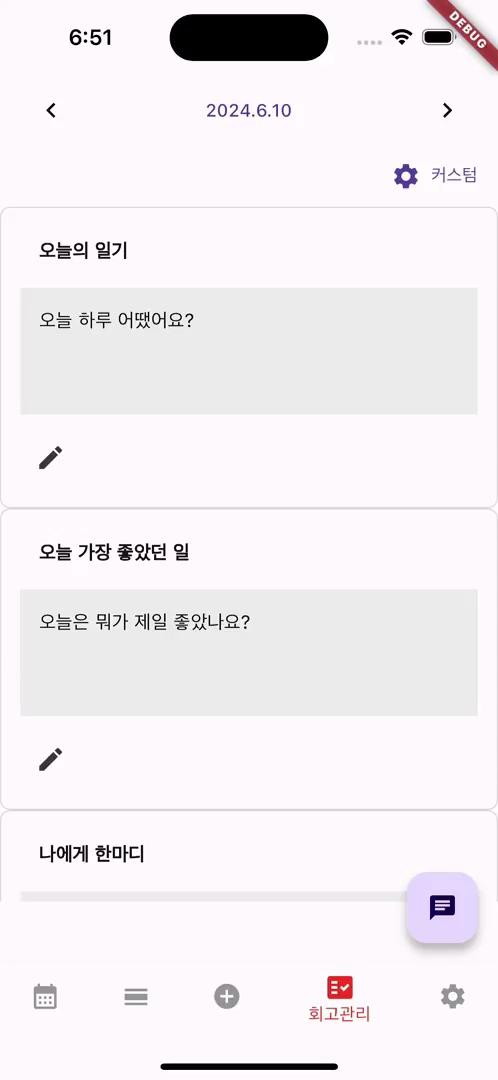 6:51
DEBUG
2024.6.10
커스텀
오늘의 일기
오늘 하루 어땠어요?
오늘 가장 좋았던 일
오늘은 뭐가 제일 좋았나요?
나에게 한마디
회고관리